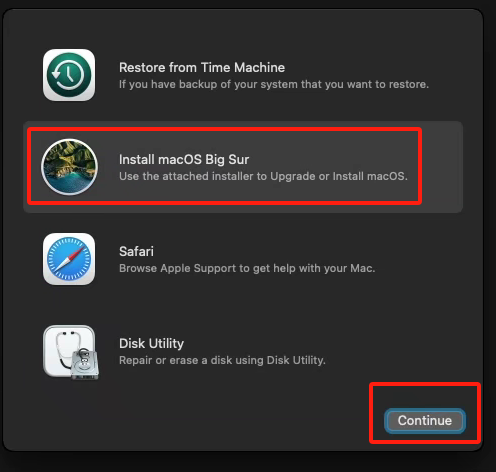 Restore from Time Machine
If you have backup of your system that you want to restore.
Install macOS Big Sur
Use the attached installer to Upgrade or Install macOS.
Safari
Browse Apple Support to get help with your Mac.
Disk Utility
Repair or erase a disk using Disk Utility.
Continue